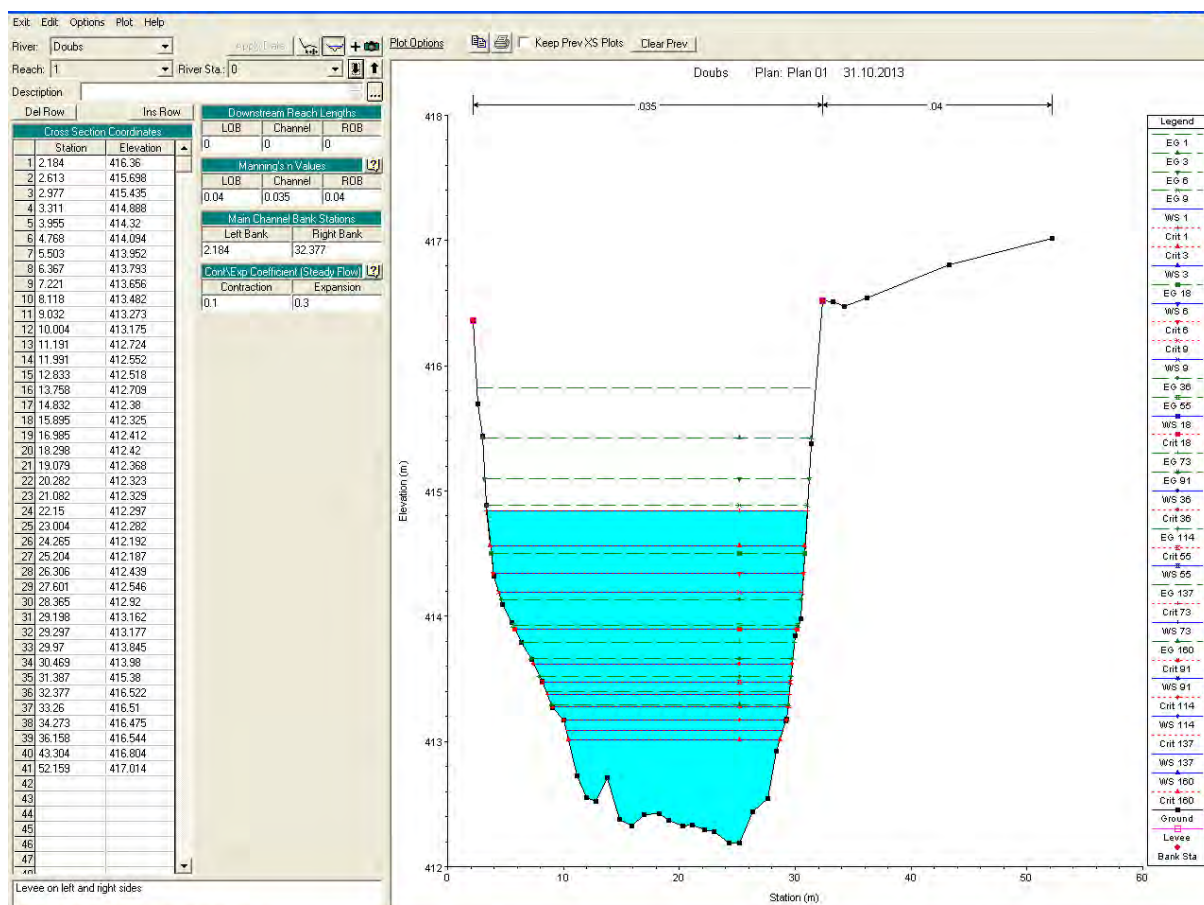 Exit Edit Options Plot Help
River: Doubs Apply Data
Plot Options Keep Prev XS Plots Clear Prev
Reach: 1 River Sta.: 0
Description ...
Del Row Ins Row
Cross Section Coordinates
Station Elevation
1 2.184 416.36
2 2.613 415.698
3 2.977 415.435
4 3.311 414.888
5 3.955 414.32
6 4.768 414.094
7 5.503 413.952
8 6.367 413.793
9 7.221 413.656
10 8.118 413.482
11 9.032 413.273
12 10.004 413.175
13 11.191 412.724
14 11.991 412.552
15 12.833 412.518
16 13.758 412.709
17 14.832 412.38
18 15.895 412.325
19 16.985 412.412
20 18.298 412.42
21 19.079 412.368
22 20.282 412.323
23 21.082 412.329
24 22.15 412.297
25 23.004 412.282
26 24.265 412.192
27 25.204 412.187
28 26.306 412.439
29 27.601 412.546
30 28.365 412.92
31 29.198 413.162
32 29.297 413.177
33 29.97 413.845
34 30.469 413.98
35 31.387 415.38
36 32.377 416.522
37 33.26 416.51
38 34.273 416.475
39 36.158 416.544
40 43.304 416.804
41 52.159 417.014
42
43
44
45
46
47
Levee on left and right sides
Downstream Reach Lengths
LOB Channel ROB
0 0 0
Manning's n Values
LOB Channel ROB
0.04 0.035 0.04
Main Channel Bank Stations
Left Bank Right Bank
2.184 32.377
Cont\Exp Coefficient (Steady Flow)
Contraction Expansion
0.1 0.3
Doubs Plan: Plan 01 31.10.2013
.035 .04
418
417
416
415
414
413
412
Elevation (m)
0 10 20 30 40 50 60
Station (m)
Legend
EG 1
EG 3
EG 6
EG 9
WS 1
Crit 1
Crit 3
WS 3
EG 18
WS 6
Crit 6
Crit 9
WS 9
EG 36
EG 55
WS 18
Crit 18
EG 73
EG 91
WS 36
Crit 36
EG 114
Crit 55
WS 55
EG 137
Crit 73
WS 73
EG 160
Crit 91
WS 91
Crit 114
WS 114
Crit 137
WS 137
WS 160
Crit 160
Ground
Levee
Bank Sta